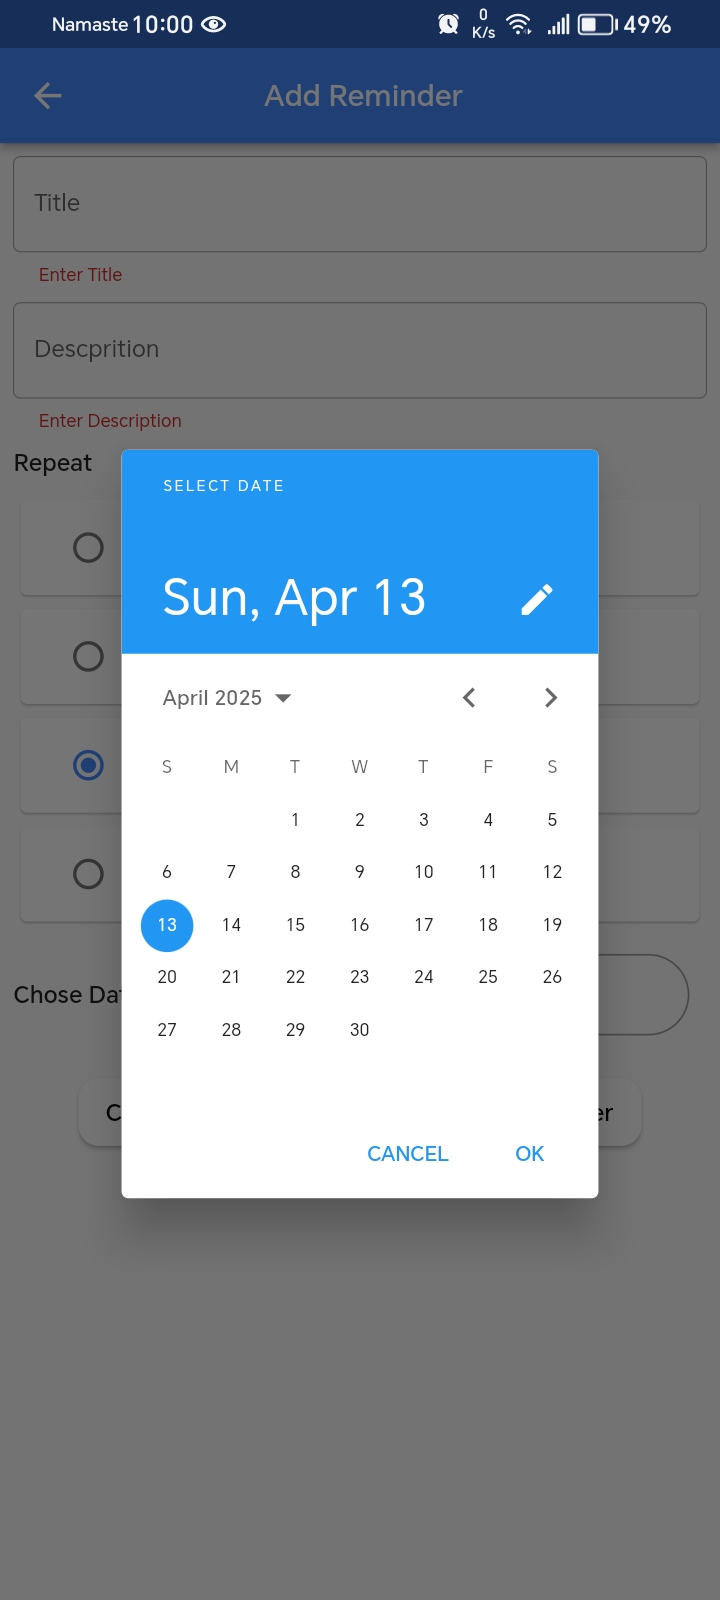 Namaste 10:00 0 K/s 49%
Add Reminder
Title
Enter Title
Descprition
Enter Description
Repeat
SELECT DATE
Sun, Apr 13
April 2025
S M T W T F S
1 2 3 4 5
6 7 8 9 10 11 12
13 14 15 16 17 18 19
20 21 22 23 24 25 26
Chose
27 28 29 30
CANCEL OK